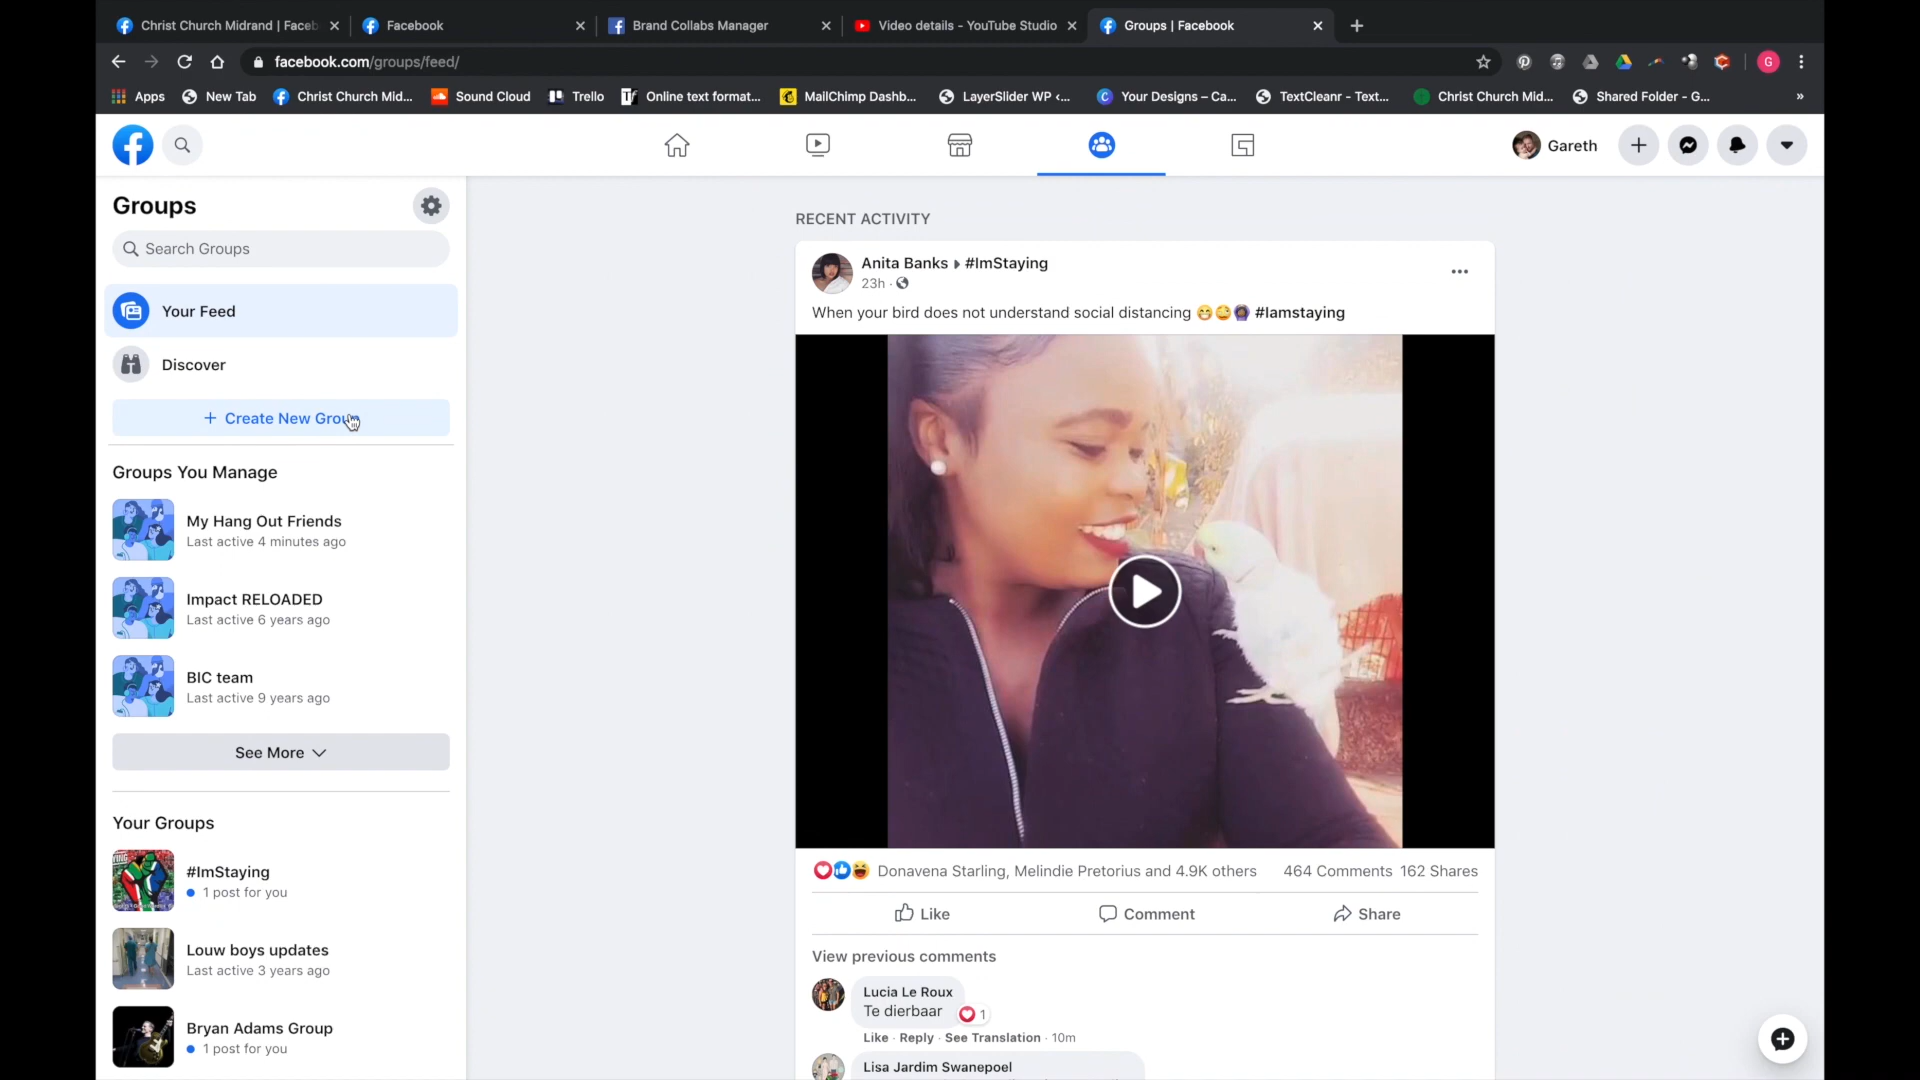 Christ Church Midrand | Faceb
Facebook
Brand Collabs Manager
Video details - YouTube Studio
Groups | Facebook
facebook.com/groups/feed/
G
Apps
New Tab
Christ Church Mid...
Sound Cloud
Trello
Tf Online text format...
MailChimp Dashb...
LayerSlider WP ‹...
Your Designs – Ca...
TextCleanr - Text...
Christ Church Mid...
Shared Folder - G...
»
Gareth
Groups
Search Groups
Your Feed
Discover
+ Create New Group
Groups You Manage
My Hang Out Friends
Last active 4 minutes ago
Impact RELOADED
Last active 6 years ago
BIC team
Last active 9 years ago
See More
Your Groups
#ImStaying
1 post for you
Louw boys updates
Last active 3 years ago
Bryan Adams Group
1 post for you
RECENT ACTIVITY
Anita Banks ▸ #ImStaying
23h ·
When your bird does not understand social distancing 😁😜 #Iamstaying
Donavena Starling, Melindie Pretorius and 4.9K others 464 Comments 162 Shares
Like Comment Share
View previous comments
Lucia Le Roux
Te dierbaar
1
Like · Reply · See Translation · 10m
Lisa Jardim Swanepoel